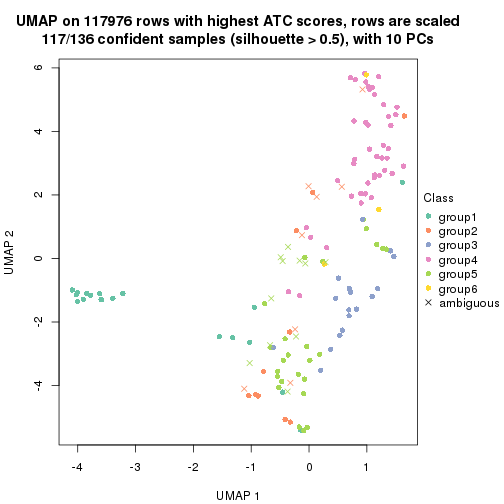 UMAP on 117976 rows with highest ATC scores, rows are scaled
117/136 confident samples (silhouette > 0.5), with 10 PCs
6
4
2
0
-2
-4
UMAP 2
-4
-3
-2
-1
0
1
UMAP 1
Class
group1
group2
group3
group4
group5
group6
ambiguous